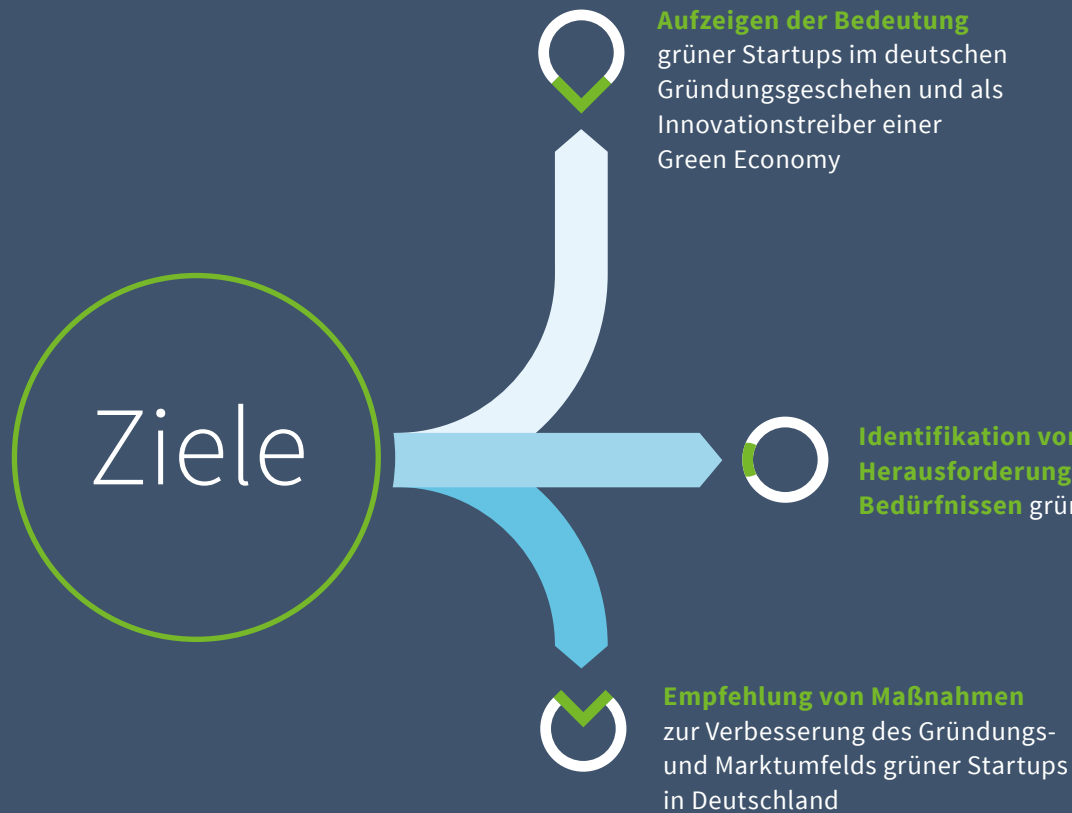 Aufzeigen der Bedeutung
grüner Startups im deutschen
Gründungsgeschehen und als
Innovationstreiber einer
Green Economy
Ziele
Identifikation
Herausforderung
Bedürfnissen
Empfehlung von Maßnahmen
zur Verbesserung des Gründungs-
und Marktumfelds grüner Startups
in Deutschland